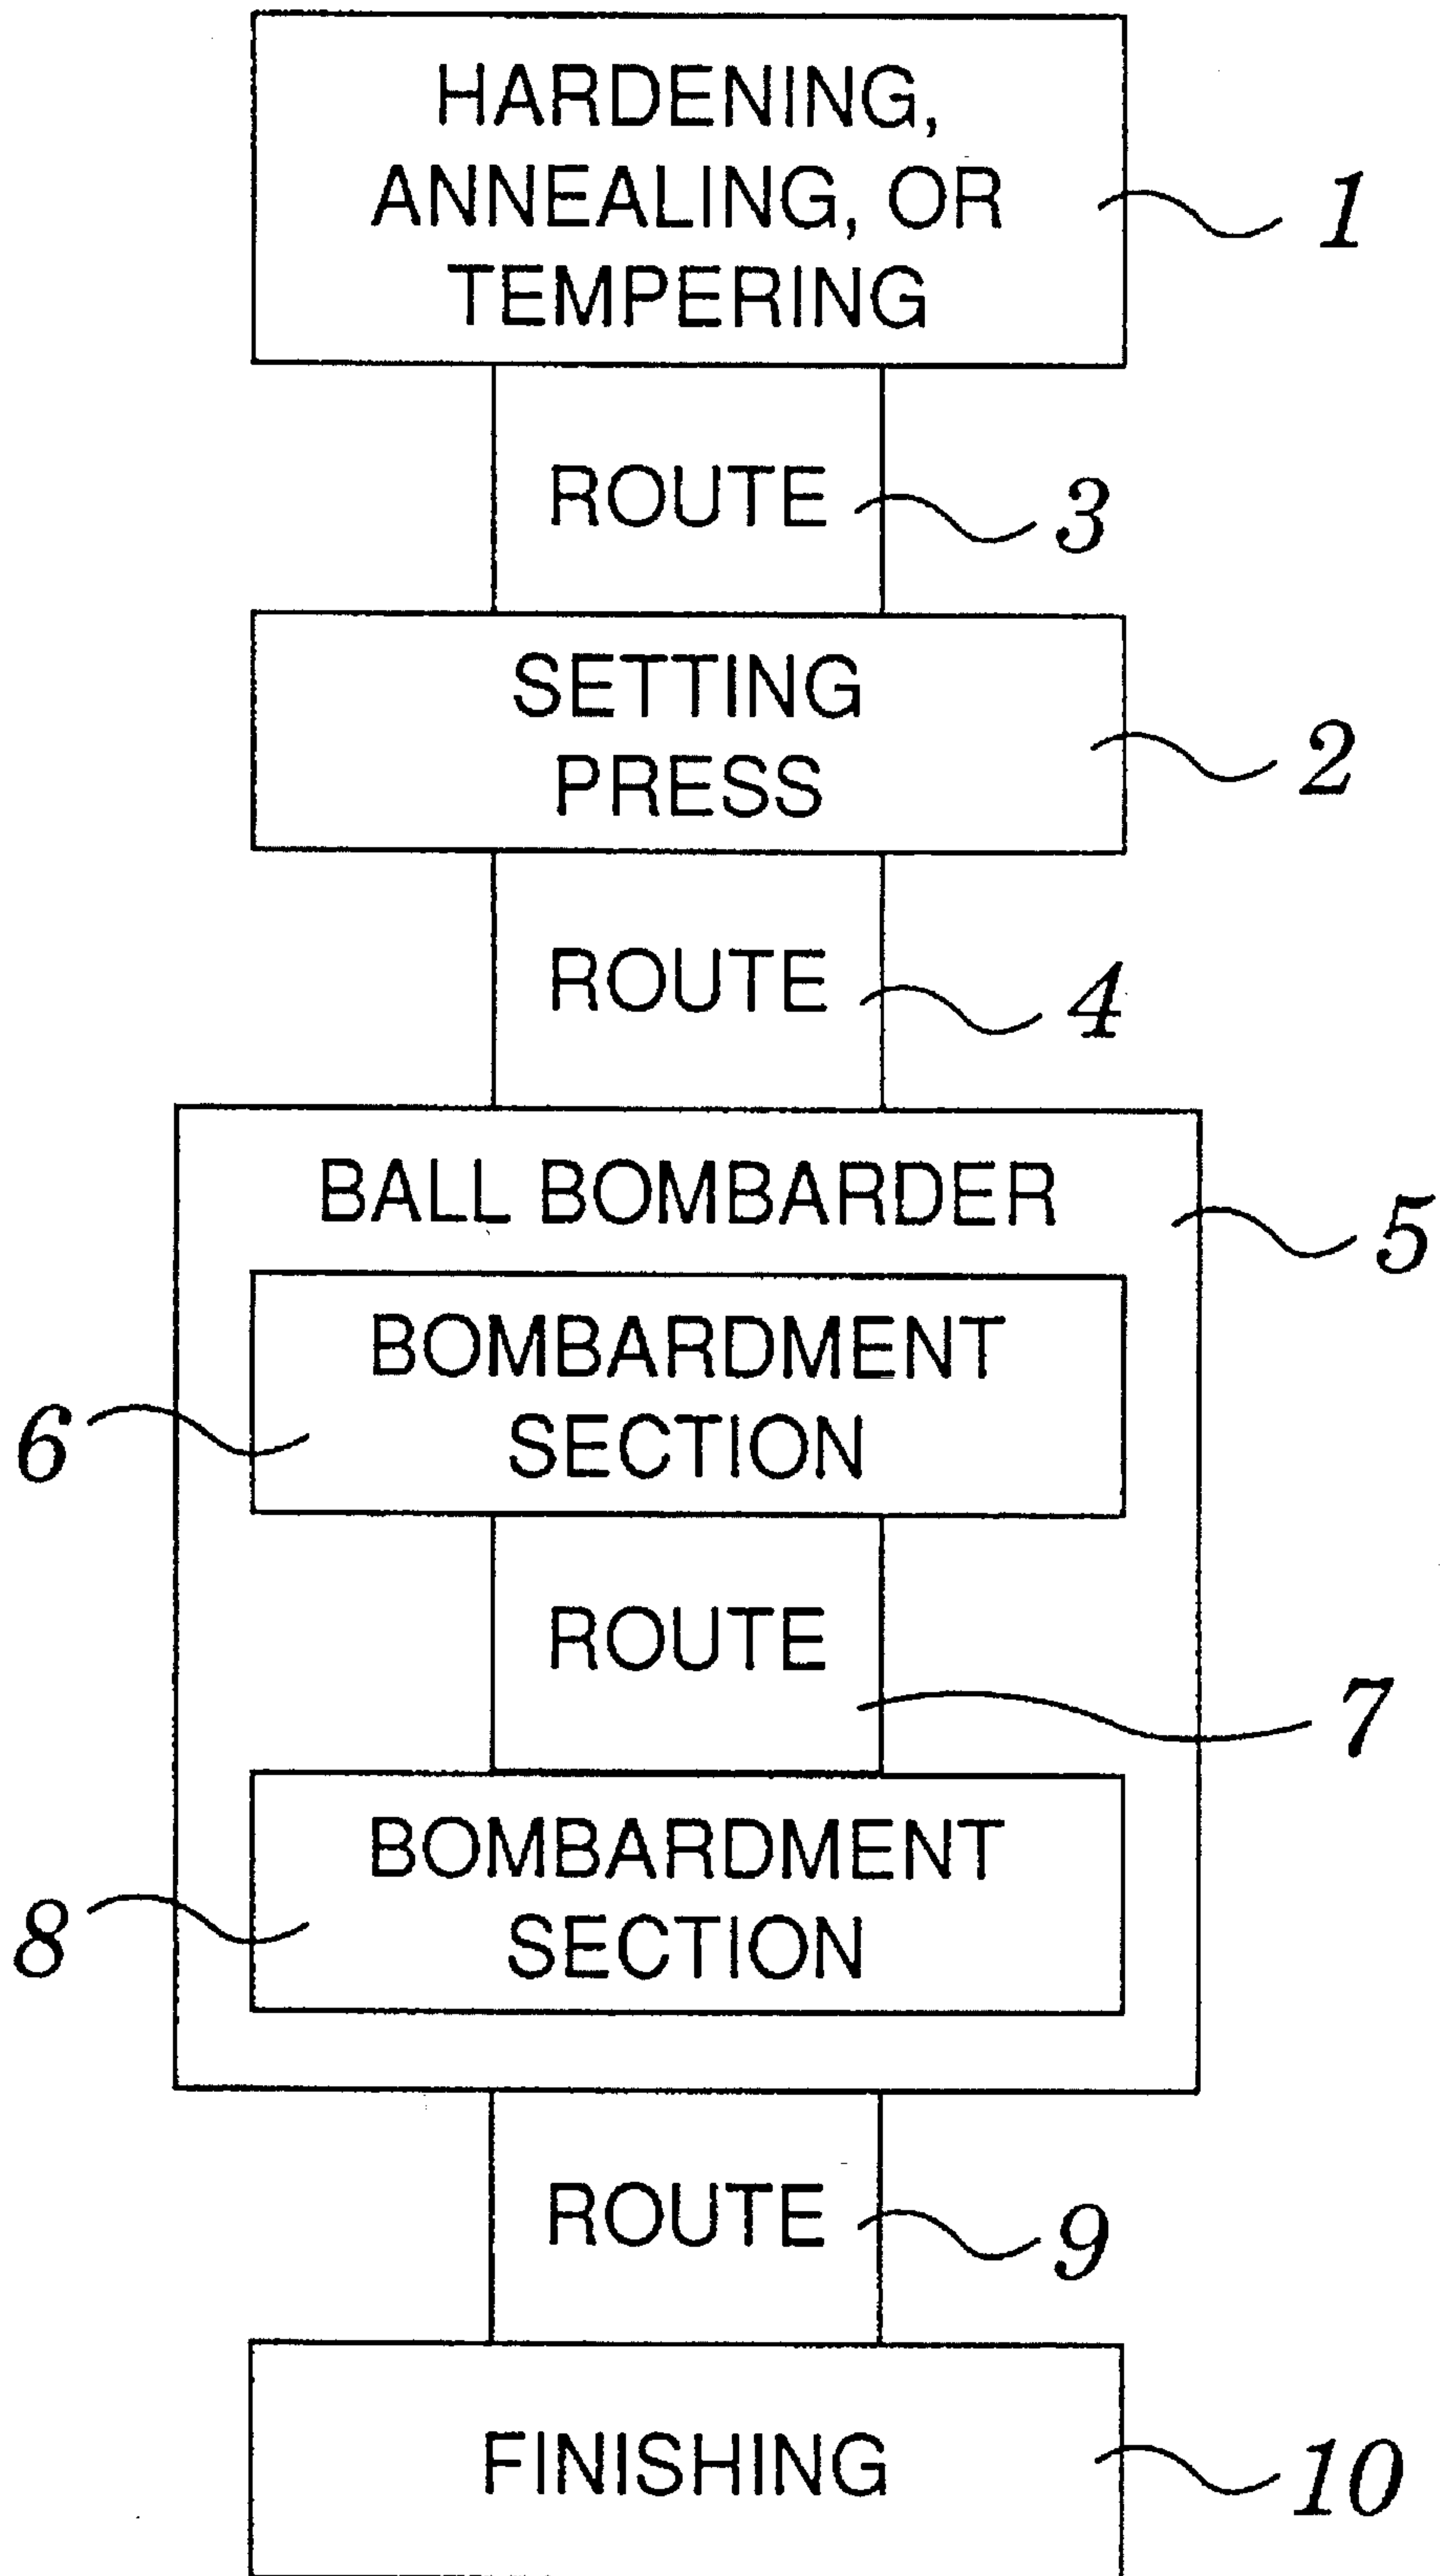 HARDENING,
ANNEALING, OR
TEMPERING
1
ROUTE
3
SETTING
PRESS
2
ROUTE
4
BALL BOMBARDER
5
BOMBARDMENT
SECTION
6
ROUTE
7
BOMBARDMENT
SECTION
8
ROUTE
9
FINISHING
10